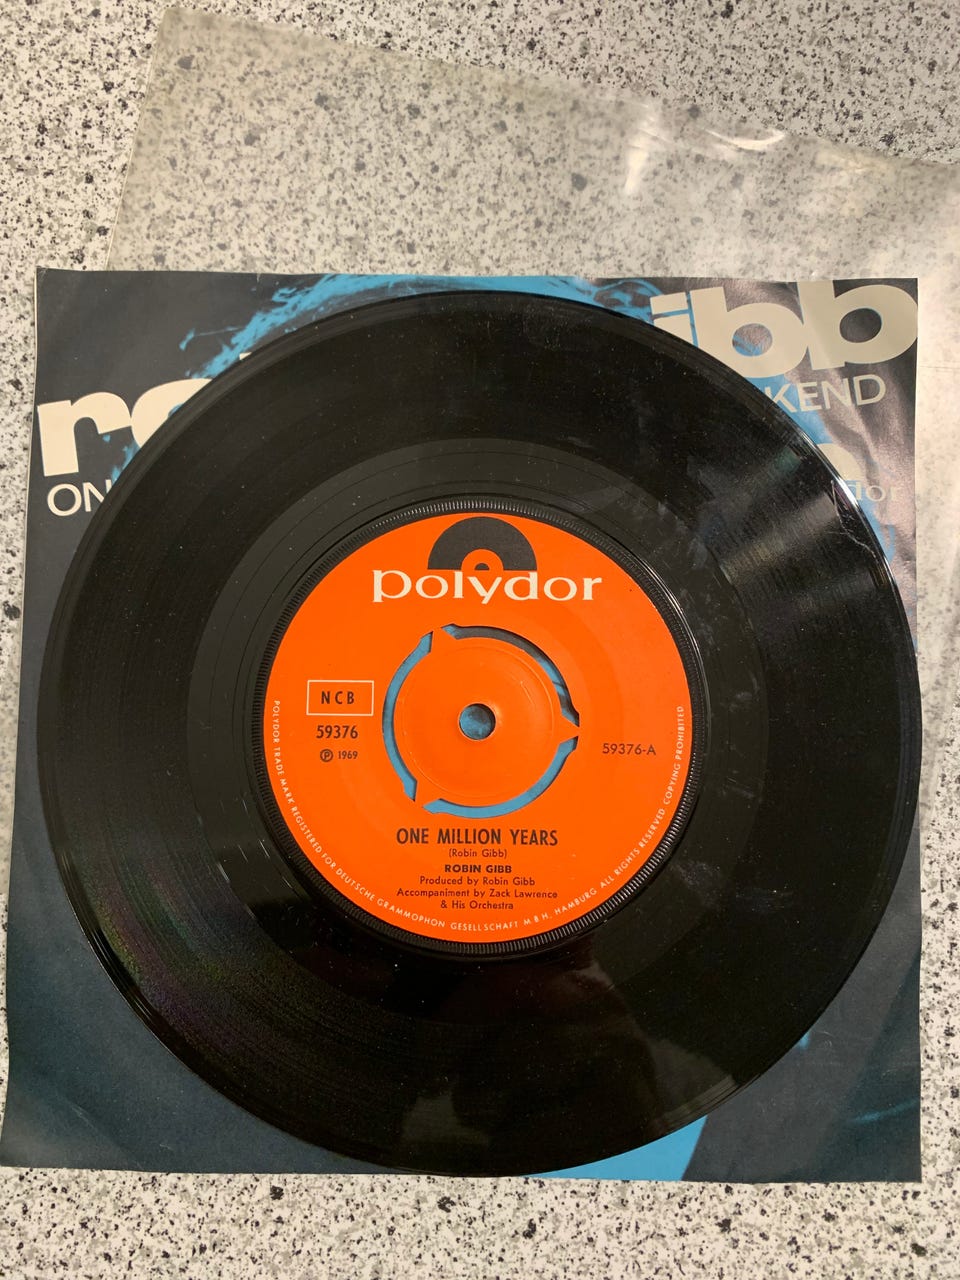 ibb
KEND
ON
polydor
NCB
59376
℗ 1969
59376-A
ONE MILLION YEARS
(Robin Gibb)
ROBIN GIBB
Produced by Robin Gibb
Accompaniment by Zack Lawrence
& His Orchestra
POLYDOR TRADE MARK REGISTERED FOR DEUTSCHE GRAMMOPHON GESELLSCHAFT M B H. HAMBURG ALL RIGHTS RESERVED. COPYING PROHIBITED